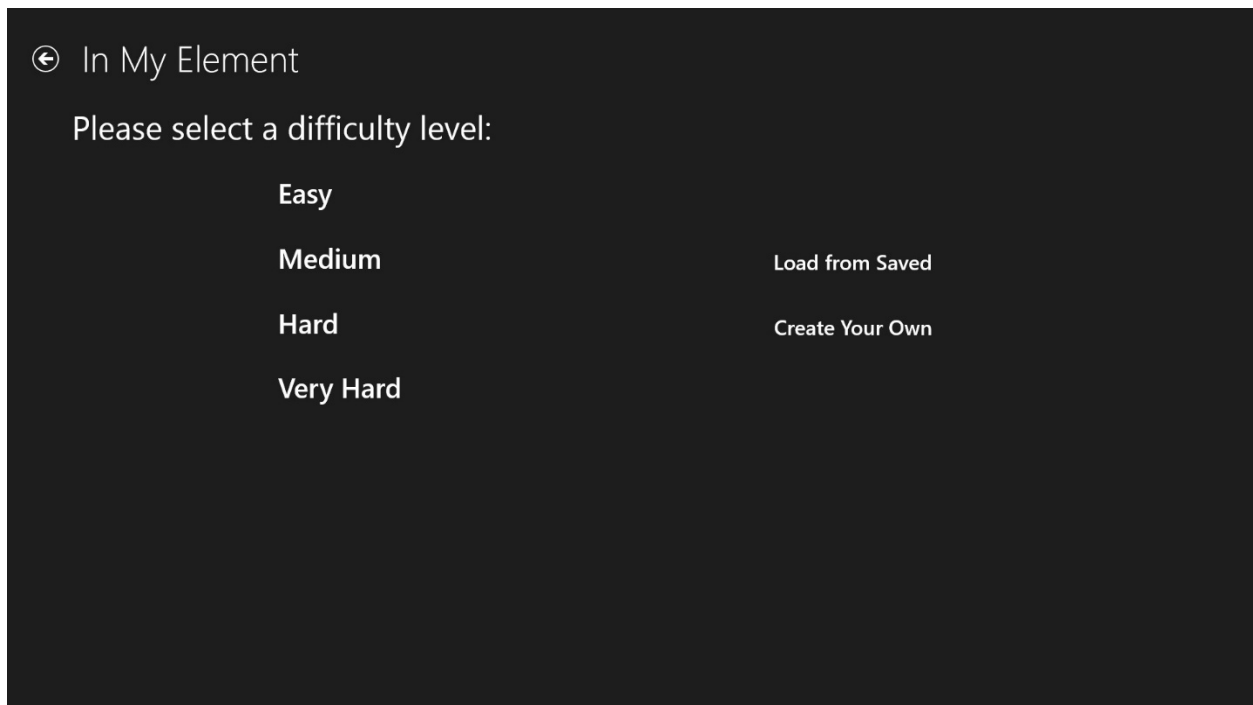 In My Element
Please select a difficulty level:
Easy
Medium
Load from Saved
Hard
Create Your Own
Very Hard